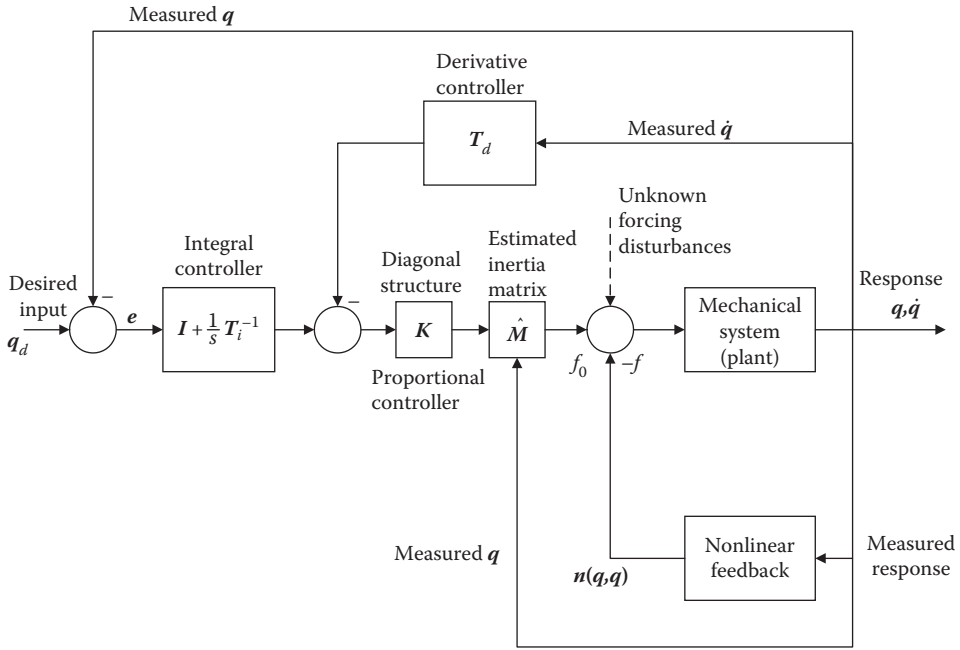 Measured q
Derivative
controller
T_d
Measured q̇
Unknown
forcing
disturbances
Integral
controller
Diagonal
structure
Estimated
inertia
matrix
Desired
input
q_d
−
e
I + 1/s T_i^−1
−
K
M̂
f_0
−f
Mechanical
system
(plant)
Response
q,q̇
Proportional
controller
Measured q
n(q,q)
Nonlinear
feedback
Measured
response